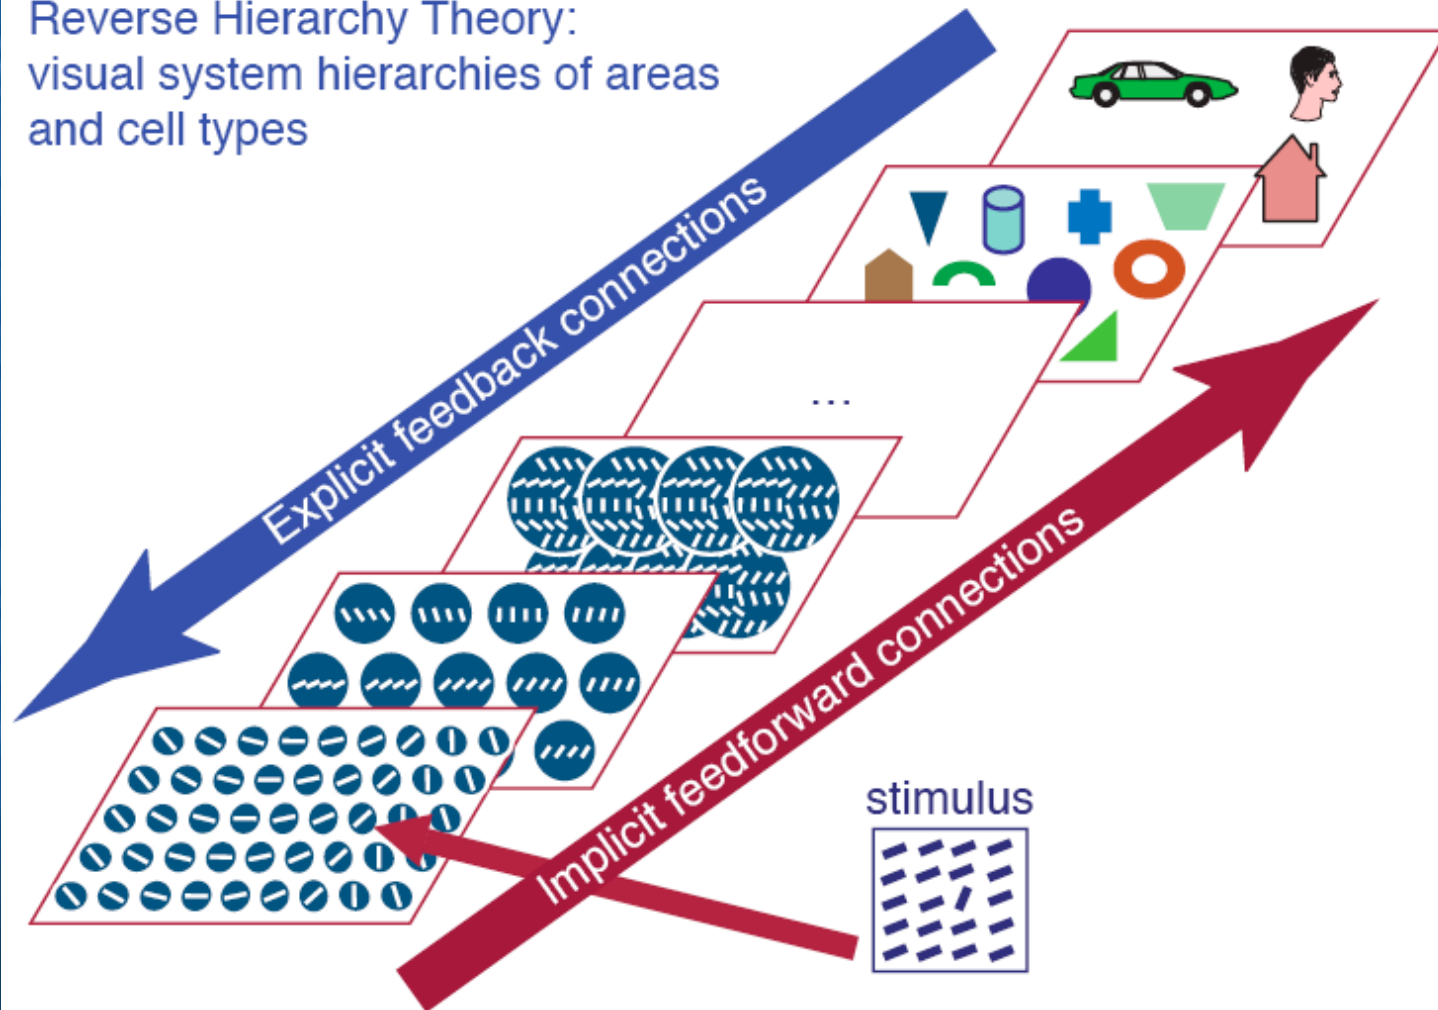 Reverse Hierarchy Theory:
visual system hierarchies of areas
and cell types
Explicit feedback connections
...
Implicit feedforward connections
stimulus